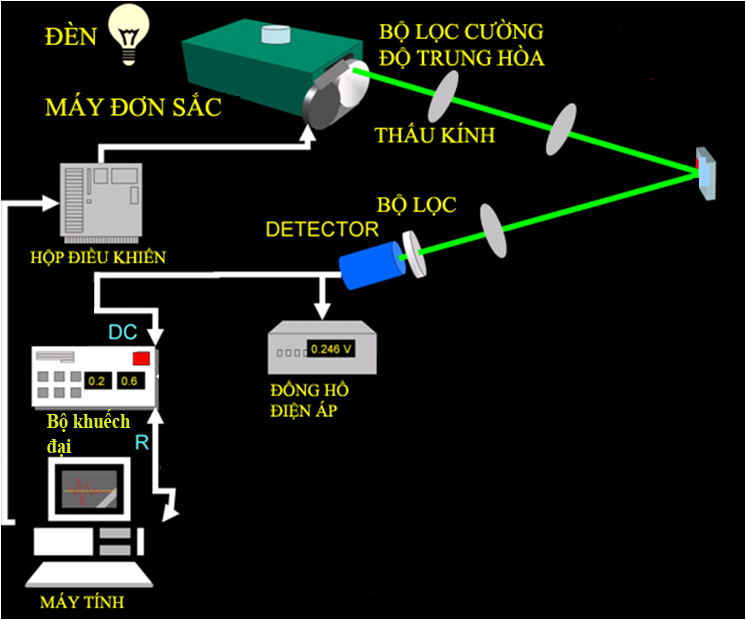 ĐÈN
BỘ LỌC CƯỜNG
ĐỘ TRUNG HÒA
MÁY ĐƠN SẮC
THẤU KÍNH
BỘ LỌC
DETECTOR
HỘP ĐIỀU KHIỂN
DC
0.246 V
0.2 0.6
ĐỒNG HỒ
ĐIỆN ÁP
Bộ khuếch
đại
R
MÁY TÍNH